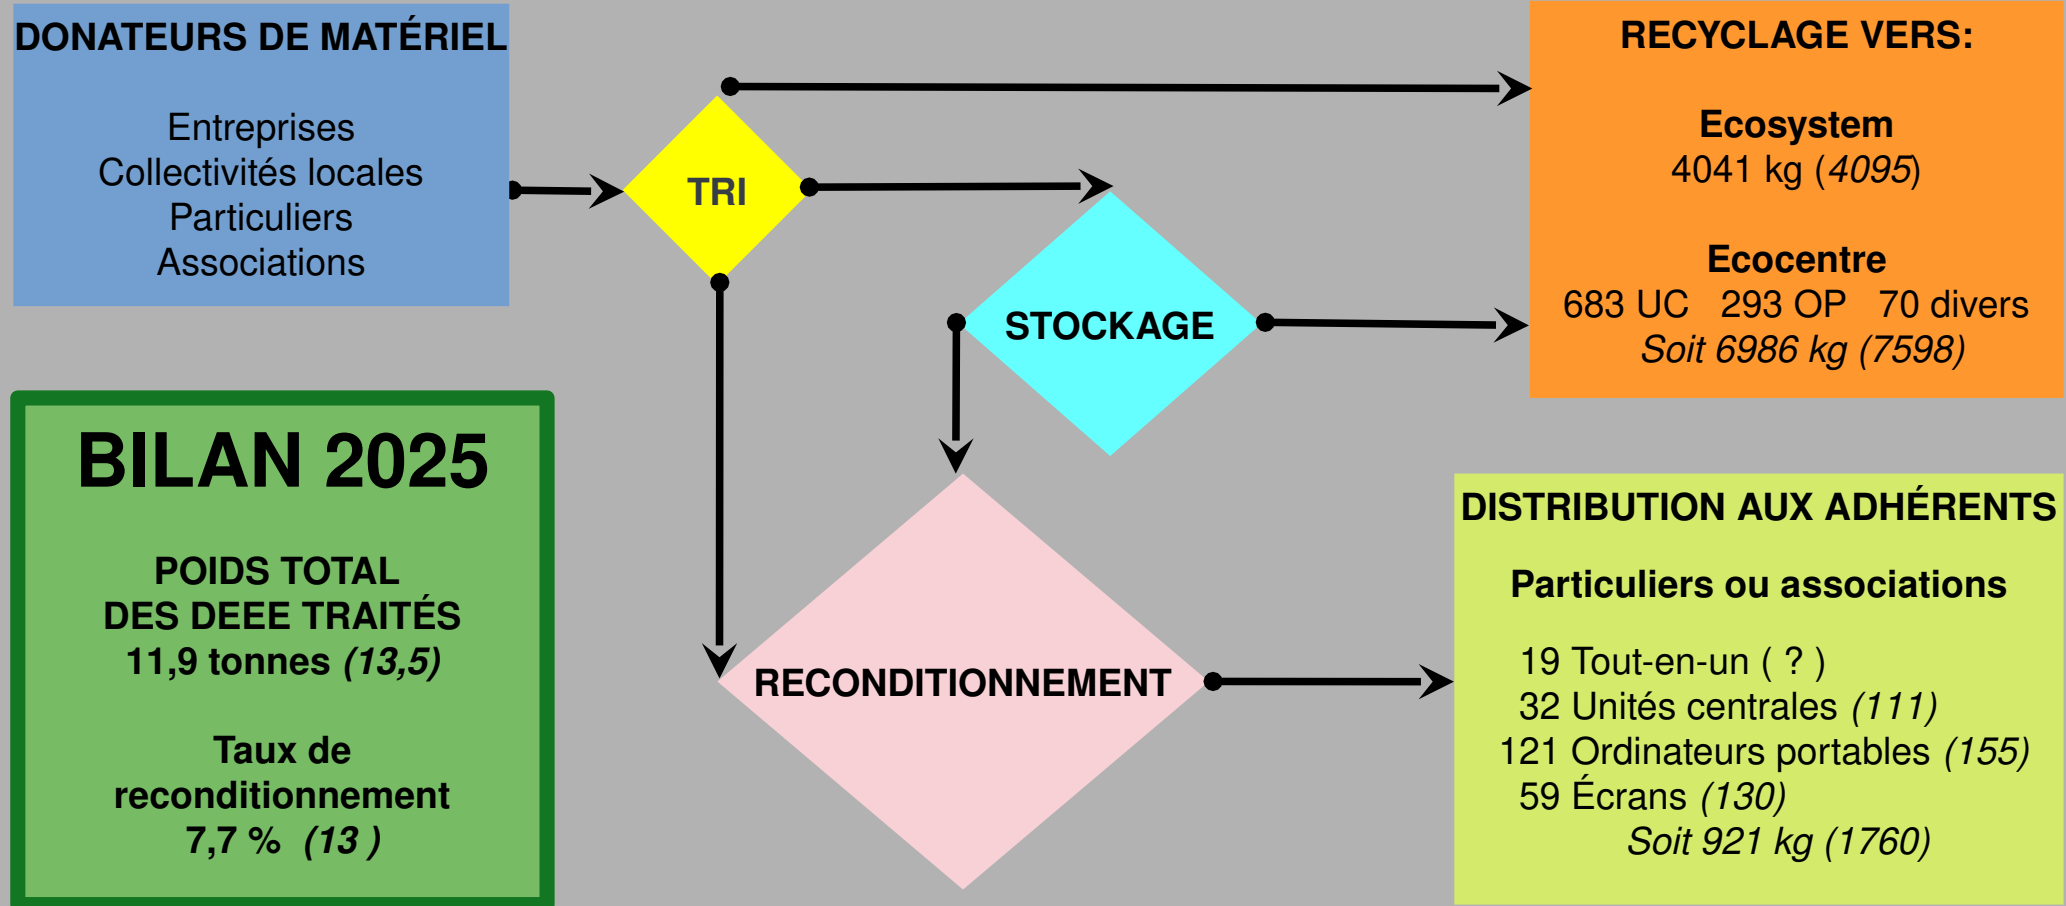 DONATEURS DE MATÉRIEL
Entreprises
Collectivités locales
Particuliers
Associations
TRI
STOCKAGE
RECYCLAGE VERS:
Ecosystem
4041 kg (4095)
Ecocentre
683 UC 293 OP 70 divers
Soit 6986 kg (7598)
BILAN 2025
POIDS TOTAL
DES DEEE TRAITÉS
11,9 tonnes (13,5)
Taux de
reconditionnement
7,7 % (13 )
RECONDITIONNEMENT
DISTRIBUTION AUX ADHÉRENTS
Particuliers ou associations
19 Tout-en-un ( ? )
32 Unités centrales (111)
121 Ordinateurs portables (155)
59 Écrans (130)
Soit 921 kg (1760)